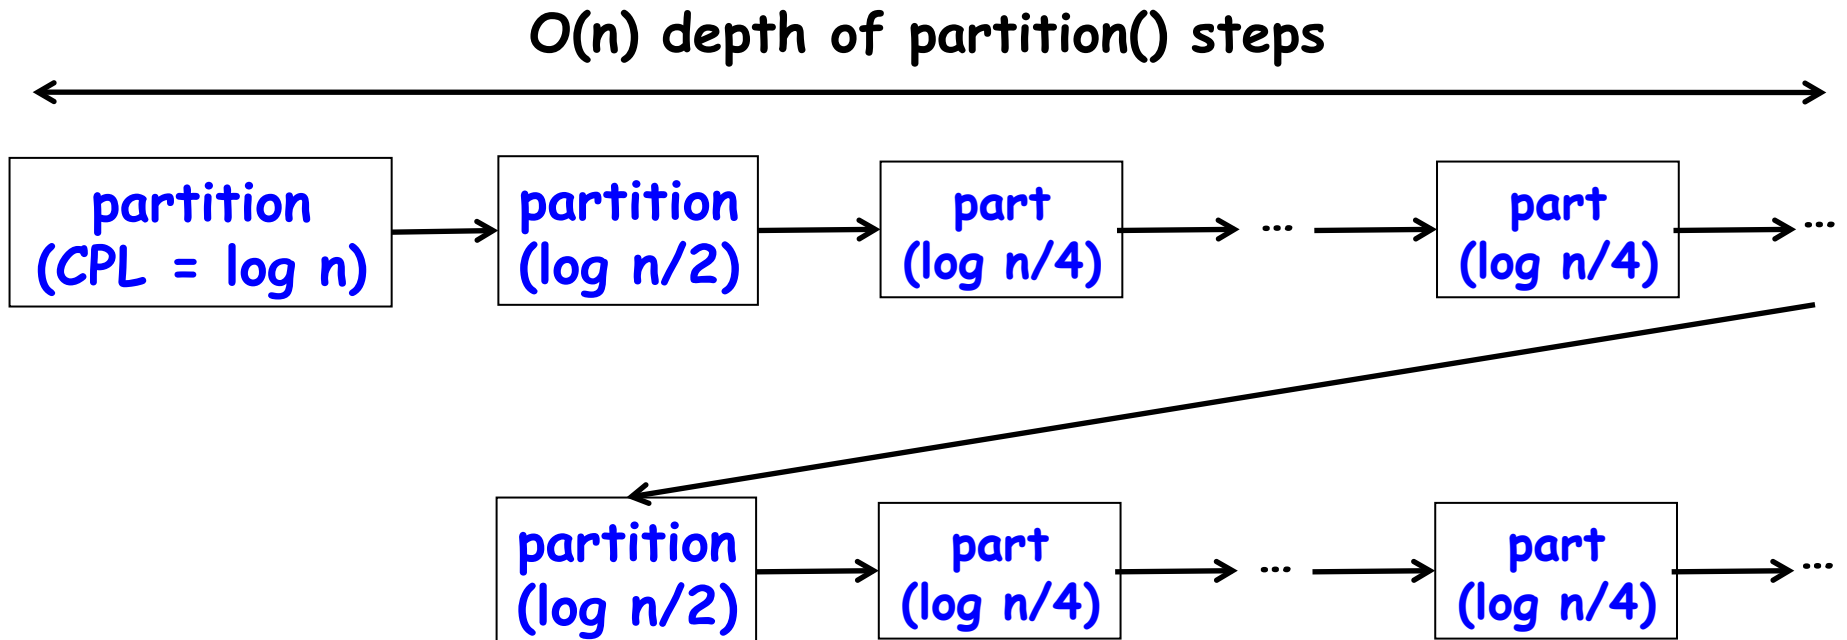 O(n) depth of partition() steps
partition
(CPL = log n)
partition
(log n/2)
part
(log n/4)
...
part
(log n/4)
...
partition
(log n/2)
part
(log n/4)
...
part
(log n/4)
...